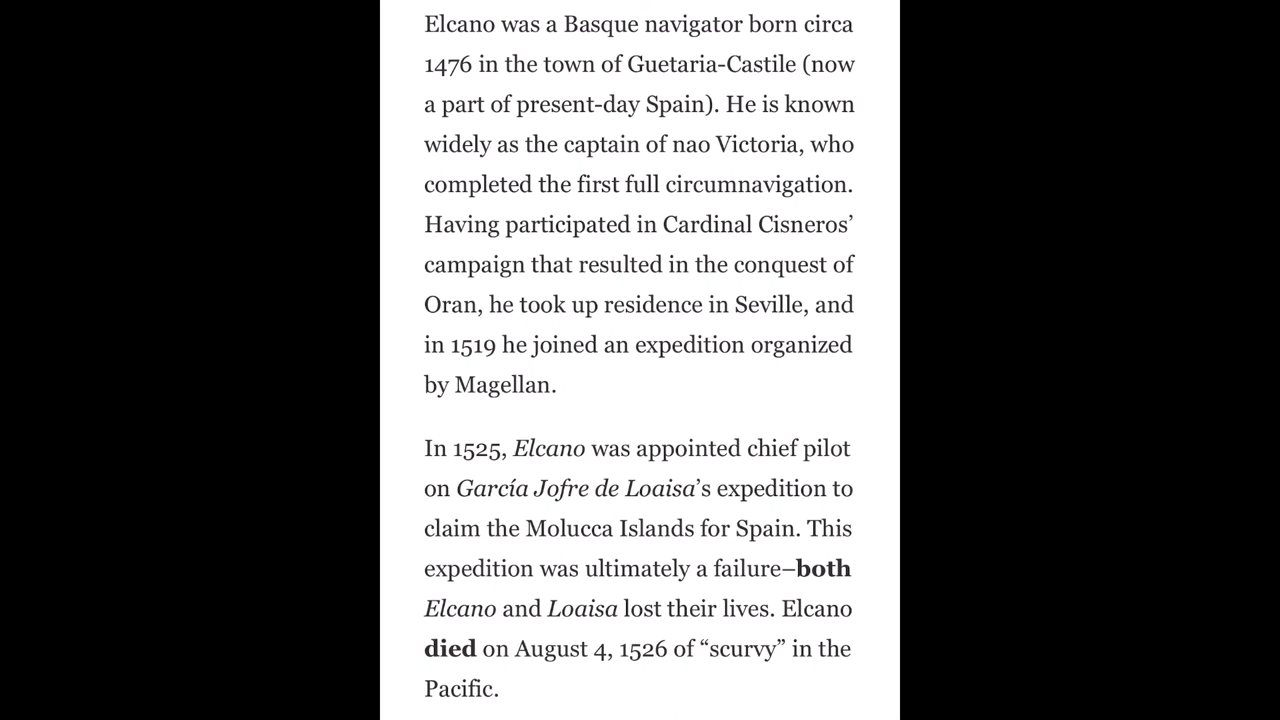 Elcano was a Basque navigator born circa
1476 in the town of Guetaria-Castile (now
a part of present-day Spain). He is known
widely as the captain of nao Victoria, who
completed the first full circumnavigation.
Having participated in Cardinal Cisneros’
campaign that resulted in the conquest of
Oran, he took up residence in Seville, and
in 1519 he joined an expedition organized
by Magellan.
In 1525, Elcano was appointed chief pilot
on García Jofre de Loaisa’s expedition to
claim the Molucca Islands for Spain. This
expedition was ultimately a failure–both
Elcano and Loaisa lost their lives. Elcano
died on August 4, 1526 of “scurvy” in the
Pacific.